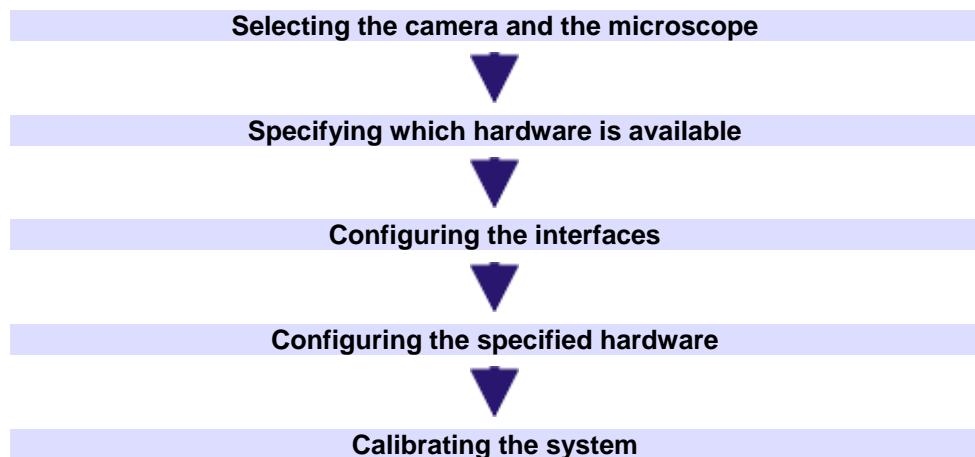 Selecting the camera and the microscope
Specifying which hardware is available
Configuring the interfaces
Configuring the specified hardware
Calibrating the system